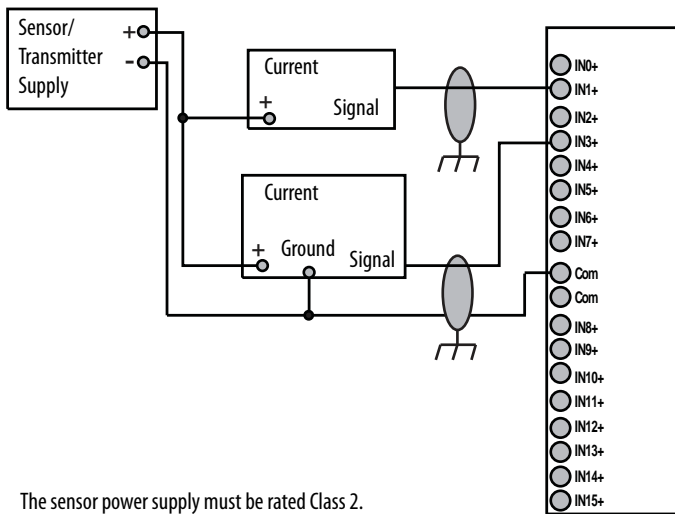 Sensor/
Transmitter
Supply
+
-
Current
+
Signal
Current
+
Ground
Signal
IN0+
IN1+
IN2+
IN3+
IN4+
IN5+
IN6+
IN7+
Com
Com
IN8+
IN9+
IN10+
IN11+
IN12+
IN13+
IN14+
IN15+
The sensor power supply must be rated Class 2.